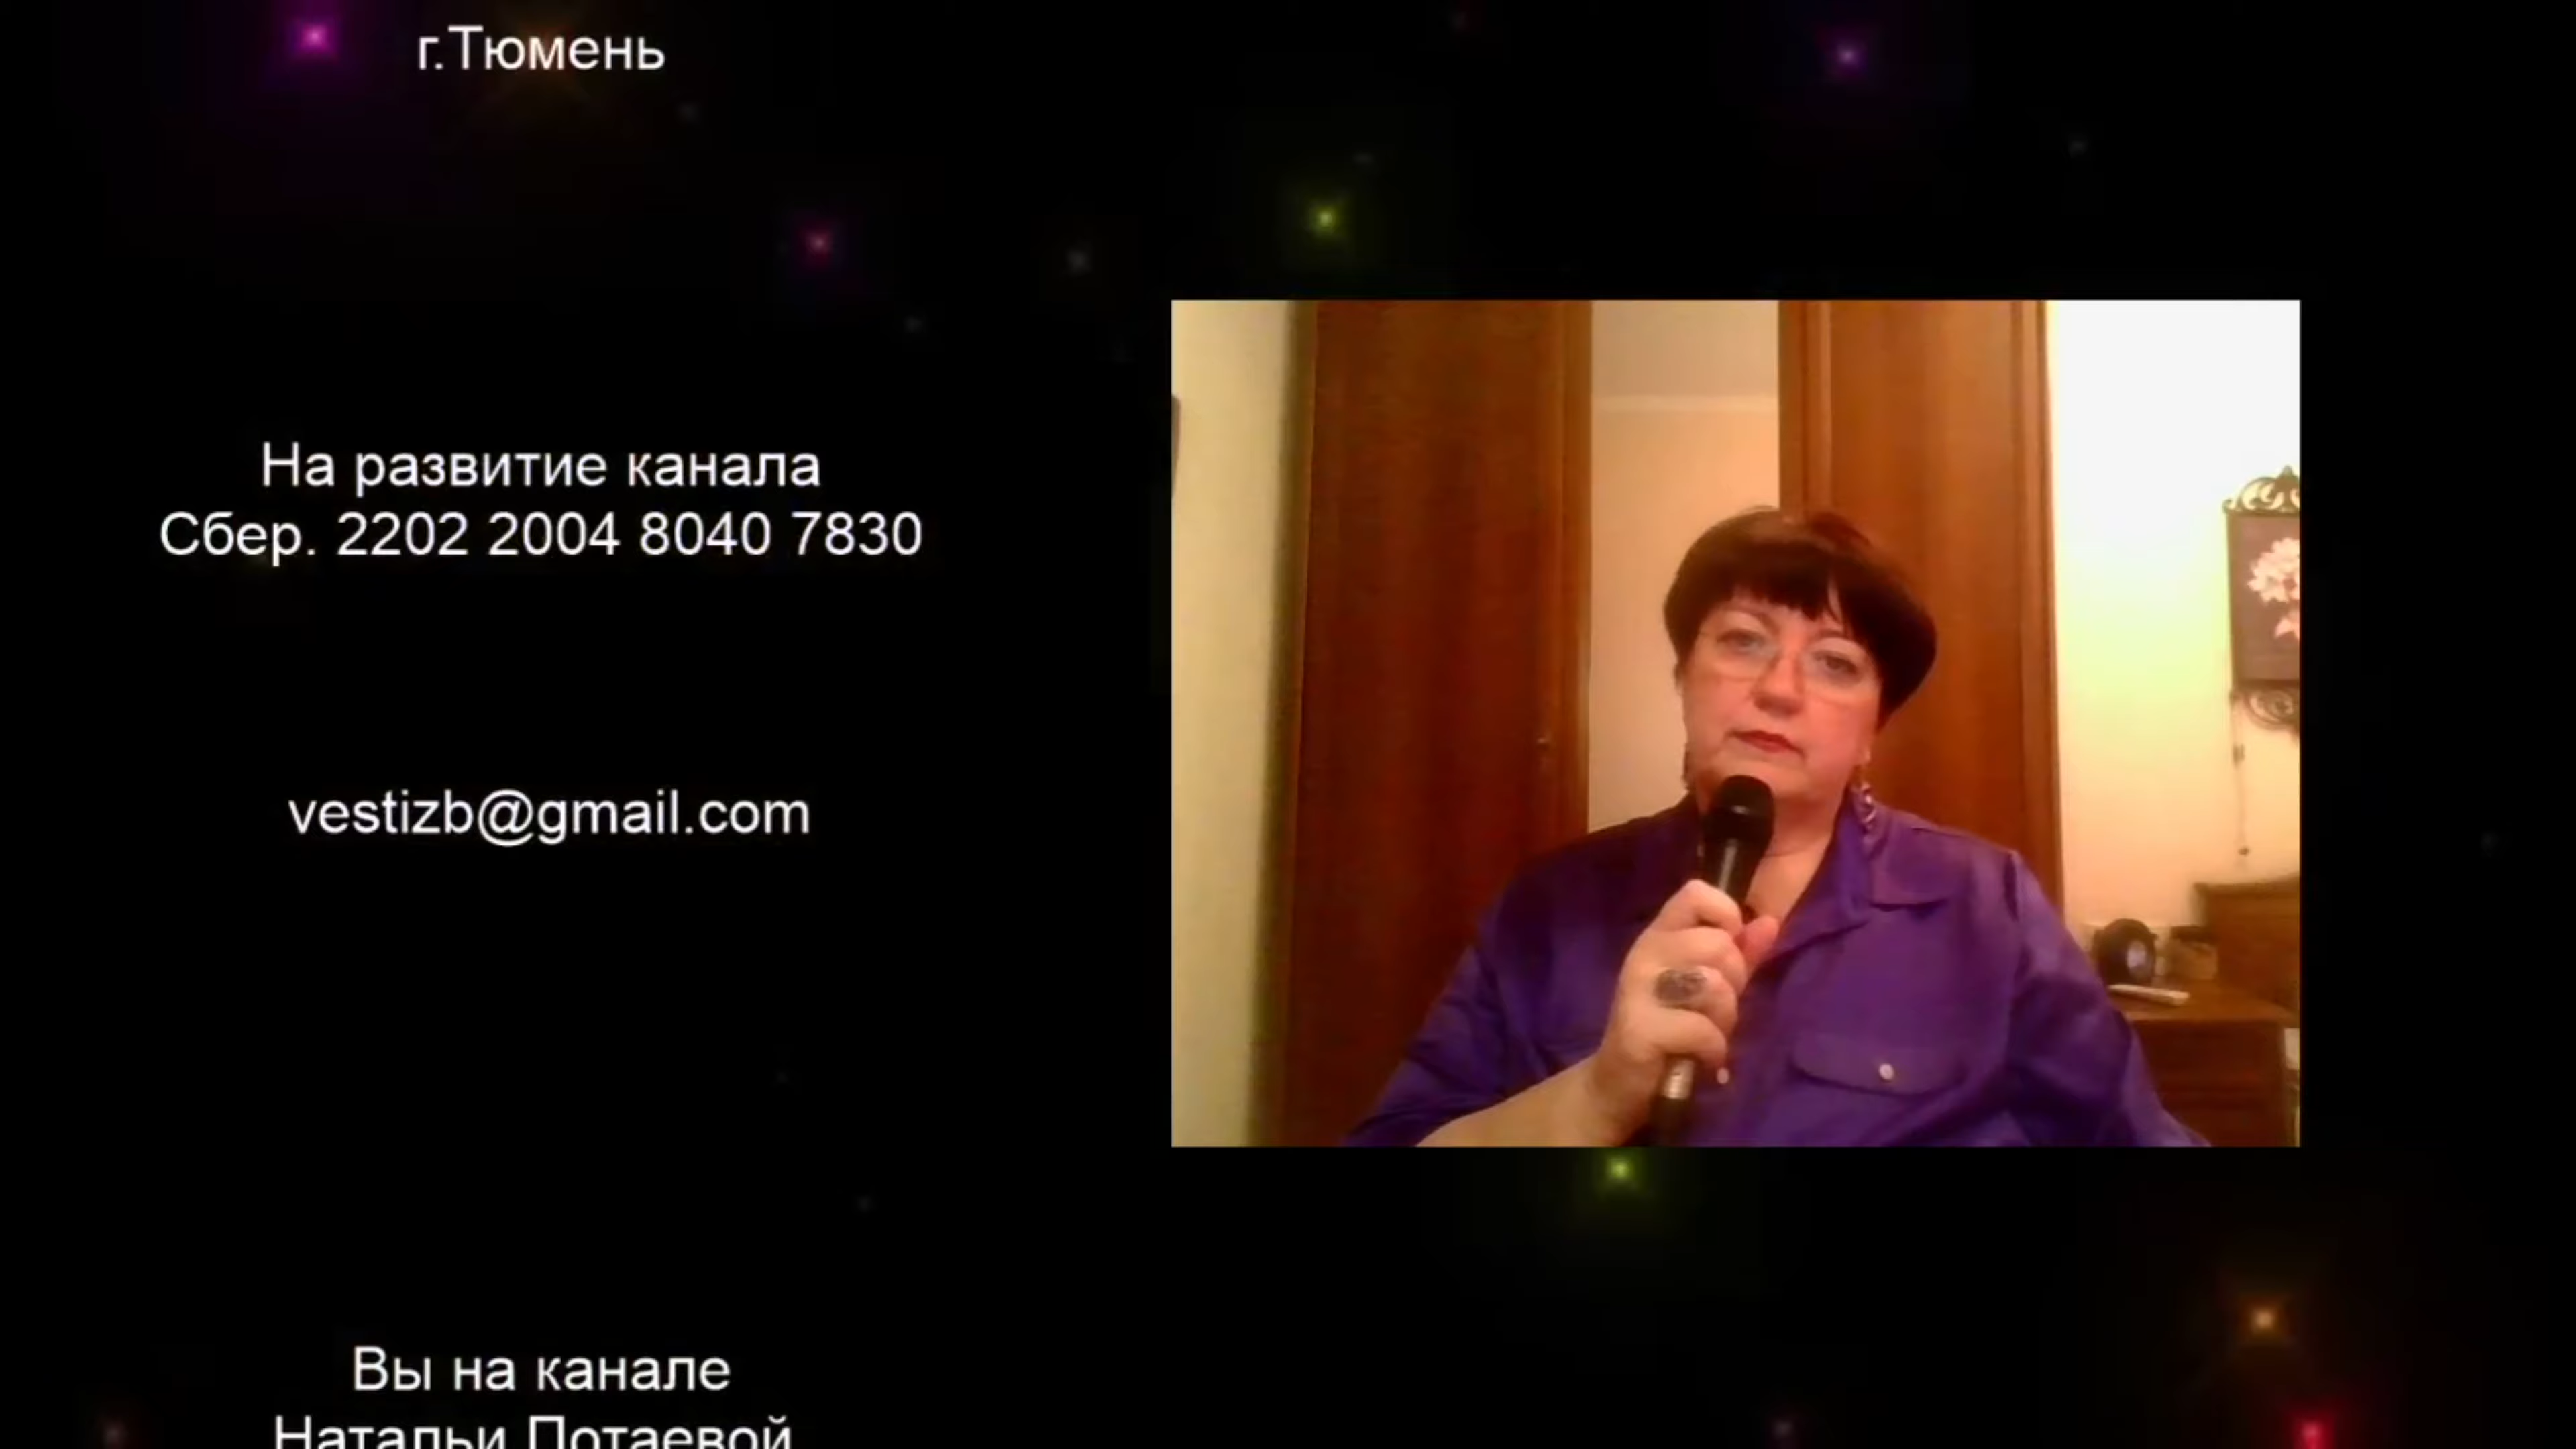 г.Тюмень
На развитие канала
Сбер. 2202 2004 8040 7830
vestizb@gmail.com
Вы на канале
Натальи Потаевой